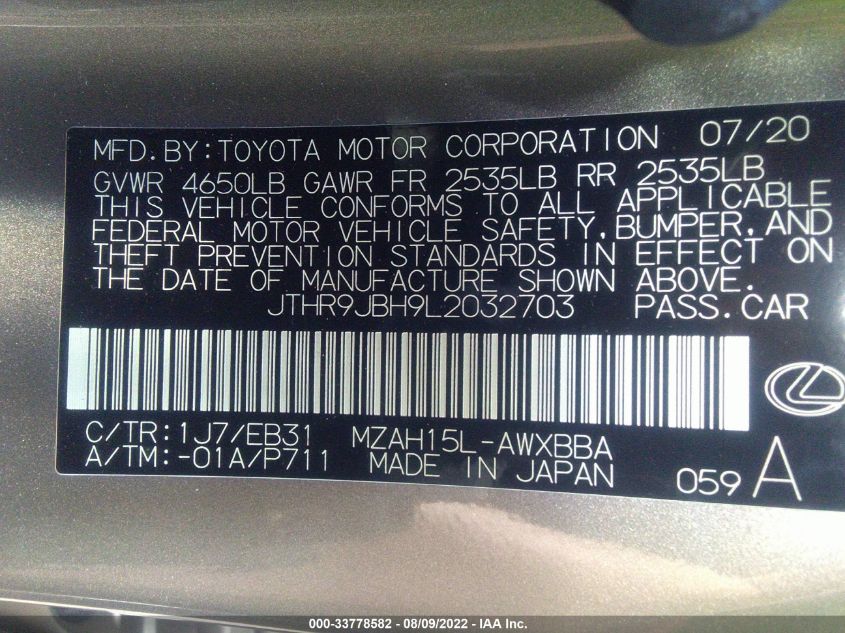 MFD.BY:TOYOTA MOTOR CORPORATION 07/20
GVWR 4650LB GAWR FR 2535LB RR 2535LB
THIS VEHICLE CONFORMS TO ALL APPLICABLE
FEDERAL MOTOR VEHICLE SAFETY,BUMPER,AND
THEFT PREVENTION STANDARDS IN EFFECT ON
THE DATE OF MANUFACTURE SHOWN ABOVE.
JTHR9JBH9L2032703 PASS.CAR
C/TR:1J7/EB31 MZAH15L-AWXBBA
A/TM:-01A/P711 MADE IN JAPAN 059 A
000-33778582 - 08/09/2022 - IAA Inc.